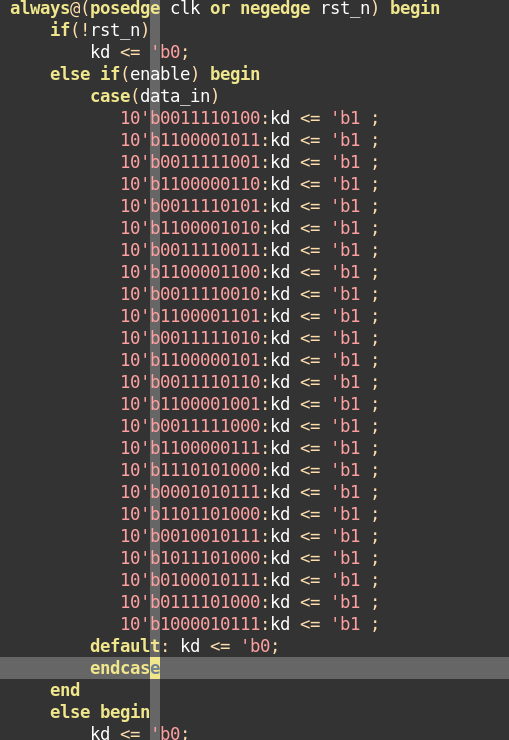 always@(posedge clk or negedge rst_n) begin
    if(!rst_n)
        kd <= 'b0;
    else if(enable) begin
        case(data_in)
           10'b0011110100:kd <= 'b1 ;
           10'b1100001011:kd <= 'b1 ;
           10'b0011111001:kd <= 'b1 ;
           10'b1100000110:kd <= 'b1 ;
           10'b0011110101:kd <= 'b1 ;
           10'b1100001010:kd <= 'b1 ;
           10'b0011110011:kd <= 'b1 ;
           10'b1100001100:kd <= 'b1 ;
           10'b0011110010:kd <= 'b1 ;
           10'b1100001101:kd <= 'b1 ;
           10'b0011111010:kd <= 'b1 ;
           10'b1100000101:kd <= 'b1 ;
           10'b0011110110:kd <= 'b1 ;
           10'b1100001001:kd <= 'b1 ;
           10'b0011111000:kd <= 'b1 ;
           10'b1100000111:kd <= 'b1 ;
           10'b1110101000:kd <= 'b1 ;
           10'b0001010111:kd <= 'b1 ;
           10'b1101101000:kd <= 'b1 ;
           10'b0010010111:kd <= 'b1 ;
           10'b1011101000:kd <= 'b1 ;
           10'b0100010111:kd <= 'b1 ;
           10'b0111101000:kd <= 'b1 ;
           10'b1000010111:kd <= 'b1 ;
        default: kd <= 'b0;
        endcase
    end
    else begin
        kd <= 'b0;